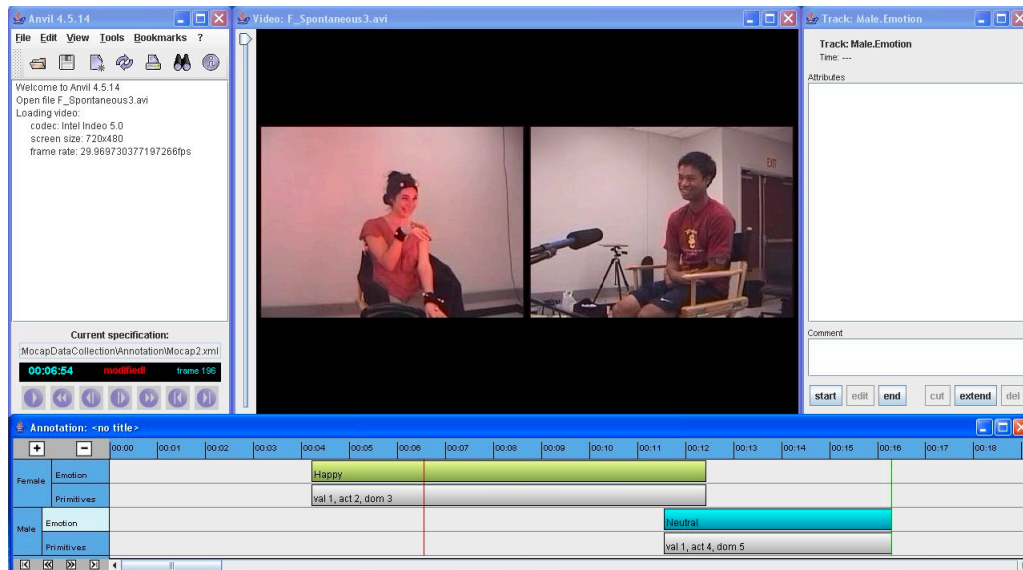 Anvil 4.5.14
File Edit View Tools Bookmarks ?
Welcome to Anvil 4.5.14
Open file F_Spontaneous3.avi
Loading video:
codec: Intel Indeo 5.0
screen size: 720x480
frame rate: 29.969730377197266fps
Current specification:
MocapDataCollection\Annotation\Mocap2.xml
00:06:54 modified! frame 196
Video: F_Spontaneous3.avi
EXIT
Track: Male.Emotion
Track: Male.Emotion
Time: ---
Attributes
Comment
start edit end cut extend del
Annotation: <no title>
00:00 00:01 00:02 00:03 00:04 00:05 00:06 00:07 00:08 00:09 00:10 00:11 00:12 00:13 00:14 00:15 00:16 00:17 00:18
Female Emotion Happy
Primitives val 1, act 2, dom 3
Male Emotion Neutral
Primitives val 1, act 4, dom 5